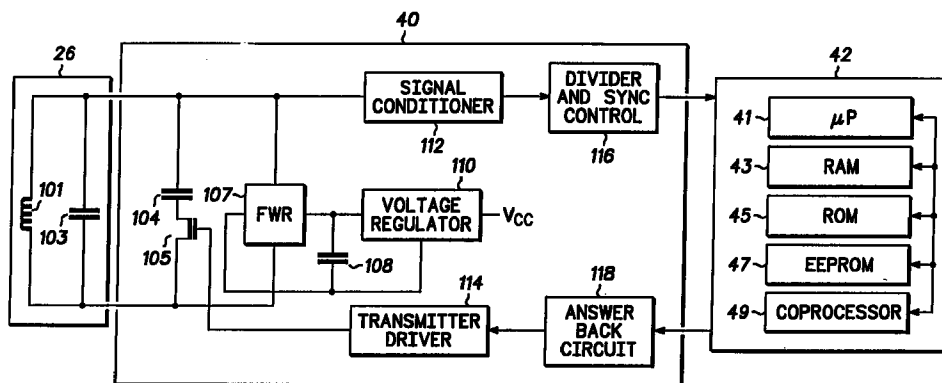 40
26
42
SIGNAL
CONDITIONER
112
DIVIDER
AND SYNC
CONTROL
116
41
μP
43
RAM
45
ROM
47
EEPROM
49
COPROCESSOR
101
103
104
105
107
FWR
110
VOLTAGE
REGULATOR
VCC
108
114
TRANSMITTER
DRIVER
118
ANSWER
BACK
CIRCUIT